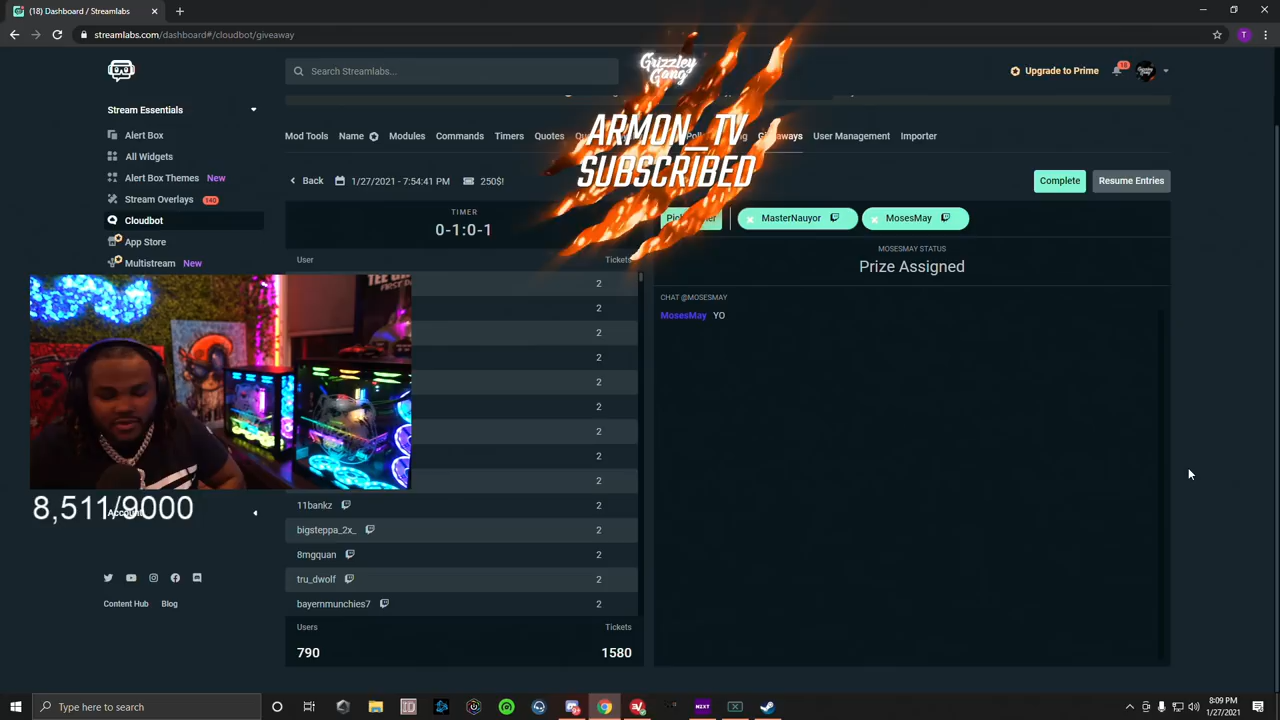 (18) Dashboard / Streamlabs
streamlabs.com/dashboard#/cloudbot/giveaway
Search Streamlabs...
Grizzley
Gang
Upgrade to Prime
18
Stream Essentials
Alert Box
All Widgets
Alert Box Themes New
Stream Overlays 140
Cloudbot
App Store
Multistream New
Mod Tools Name Modules Commands Timers Quotes Poll Giveaways User Management Importer
ARMON_TV
SUBSCRIBED
Back 1/27/2021 - 7:54:41 PM 250$!
Complete Resume Entries
TIMER
0-1:0-1
MasterNauyor MosesMay
MOSESMAY STATUS
Prize Assigned
User Tickets
CHAT @MOSESMAY
MosesMay YO
2
2
2
2
2
2
2
2
2
11bankz 2
bigsteppa_2x_ 2
8mgquan 2
tru_dwolf 2
bayernmunchies7 2
Users Tickets
790 1580
8,511/9000
Account
Content Hub Blog
Type here to search
N2XT
8:09 PM
1/27/2021